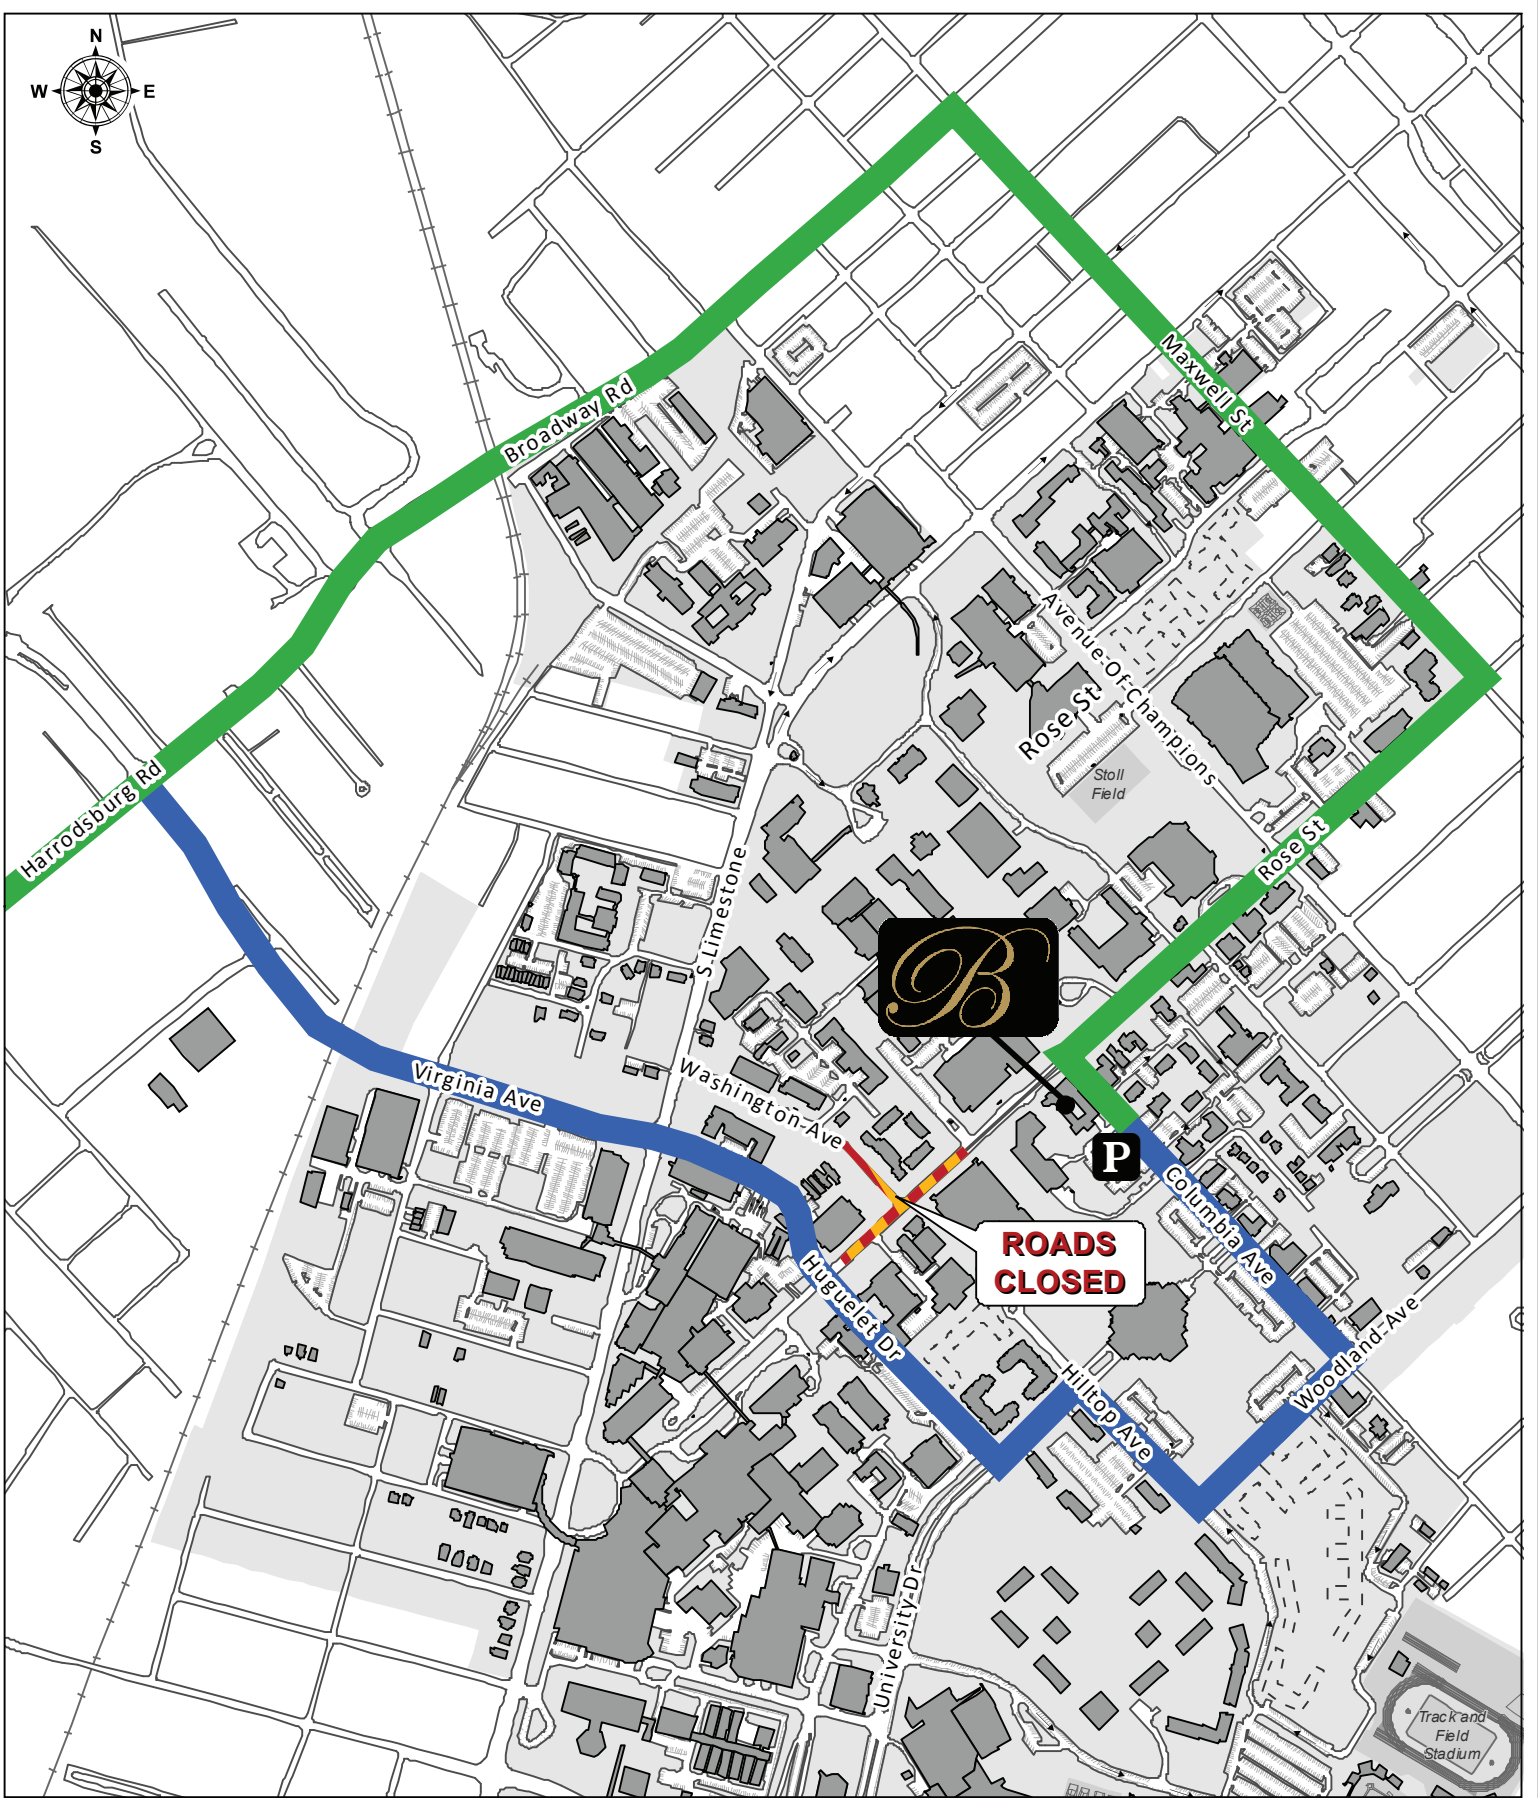 N
W E
S
Maxwell St
Broadway Rd
Avenue-Of-Champions
Rose St
Stoll
Field
Harrodsburg Rd
Rose St
S Limestone
B
Virginia Ave
Washington-Ave
P
Columbia Ave
ROADS
CLOSED
Huguelet Dr
Woodland-Ave
Hilltop Ave
University-Dr
Track and
Field
Stadium